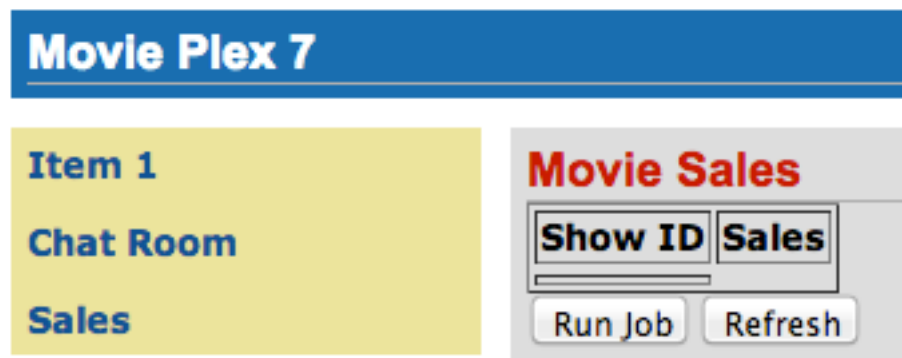 Movie Plex 7
Item 1
Chat Room
Sales
Movie Sales
Show ID Sales
Run Job Refresh